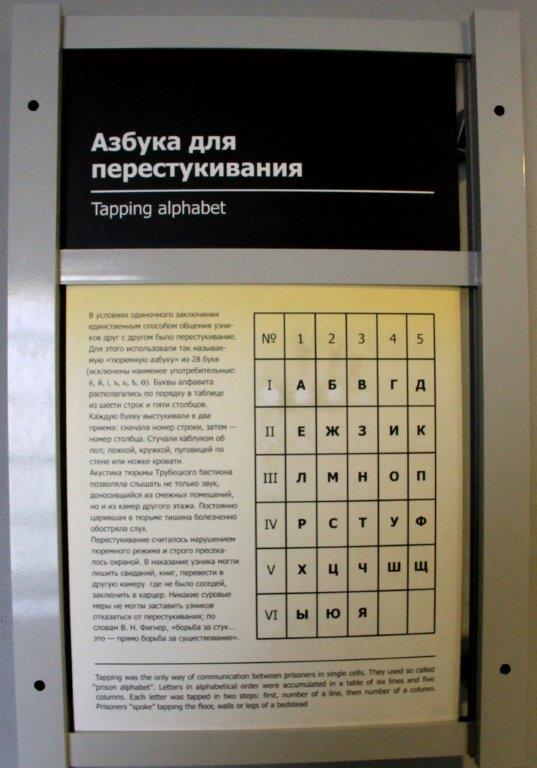 Азбука для
перестукивания
Tapping alphabet
В условиях одиночного заключения
единственным способом общения узни-
ков друг с другом было перестукивание.
Для этого использовали так называе-
мую «тюремную азбуку» из 28 букв
(исключены наименее употребительные:
ё, й, i, ъ, ь, Ѣ, Ѳ). Буквы алфавита
располагались по порядку в таблице
из шести строк и пяти столбцов.
Каждую букву выстукивали в два
приема: сначала номер строки, затем —
номер столбца. Стучали каблуком об
пол; ложкой, кружкой, пуговицей по
стене или ножке кровати.
Акустика тюрьмы Трубецкого бастиона
позволяла слышать не только звук,
доносившийся из смежных помещений,
но и из камер другого этажа. Постоянно
царившая в тюрьме тишина болезненно
обостряла слух.
Перестукивание считалось нарушением
тюремного режима и строго пресека-
лось охраной. В наказание узника могли
лишить свиданий, книг, перевести в
другую камеру где не было соседей,
заключить в карцер. Никакие суровые
меры не могли заставить узников
отказаться от перестукивания; по
словам В. Н. Фигнер, «борьба за стук...
это — прямо борьба за существование».
№ 1 2 3 4 5
I А Б В Г Д
II Е Ж З И К
III Л М Н О П
IV Р С Т У Ф
V Х Ц Ч Ш Щ
VI Ы Ю Я
Tapping was the only way of communication between prisoners in single cells. They used so called
"prison alphabet". Letters in alphabetical order were accumulated in a table of six lines and five
columns. Each letter was tapped in two steps: first, number of a line, then number of a column.
Prisoners "spoke" tapping the floor, walls or legs of a bedstead